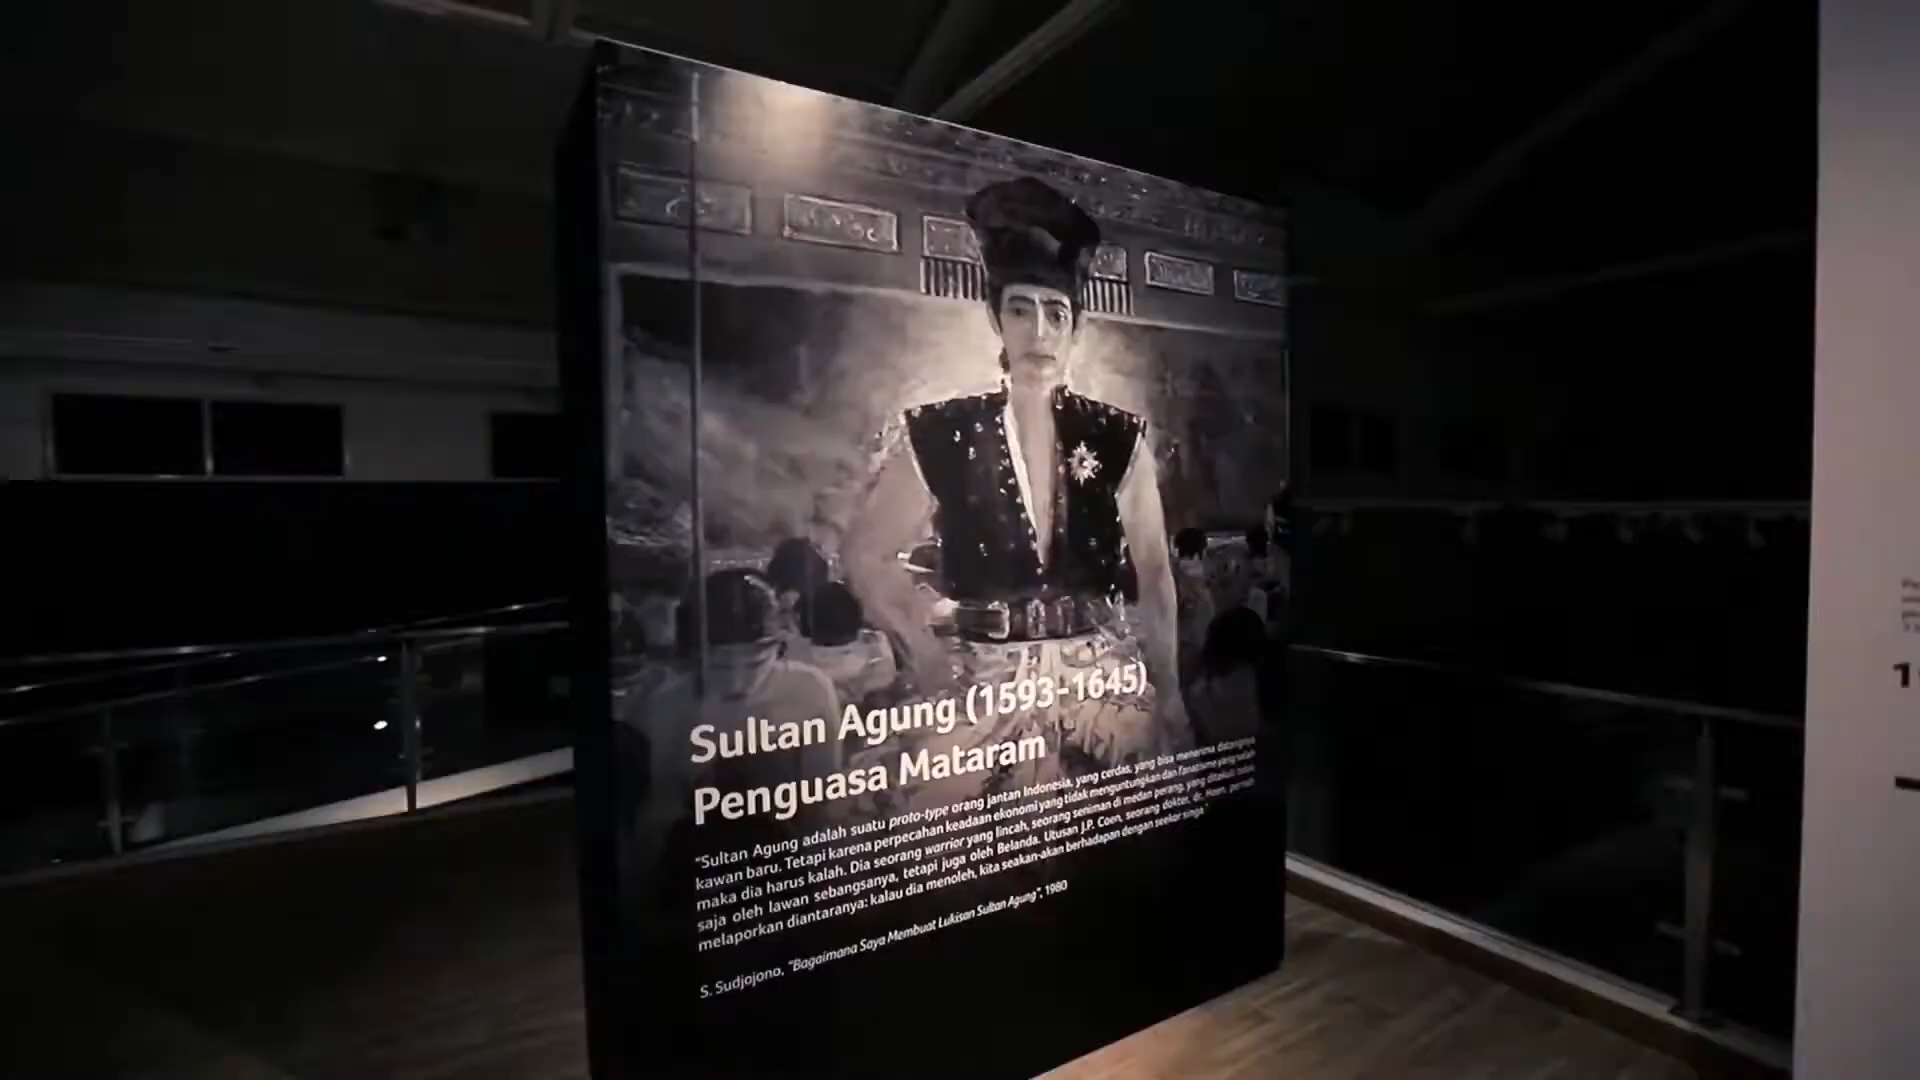 Sultan Agung (1593-1645)
Penguasa Mataram
"Sultan Agung adalah suatu proto-type orang jantan Indonesia, yang cerdas, yang bisa menerima datangnya
kawan baru. Tetapi karena perpecahan keadaan ekonomi yang tidak menguntungkan dan fanatisme yang salah
maka dia harus kalah. Dia seorang warrior yang lincah, seorang seniman di medan perang, yang ditakuti bukan
saja oleh lawan sebangsanya, tetapi juga oleh Belanda. Utusan J.P. Coen, seorang dokter, dr. Hoen, pernah
melaporkan diantaranya: kalau dia menoleh, kita seakan-akan berhadapan dengan seekor singa"
S. Sudjojono, "Bagaimana Saya Membuat Lukisan Sultan Agung", 1980